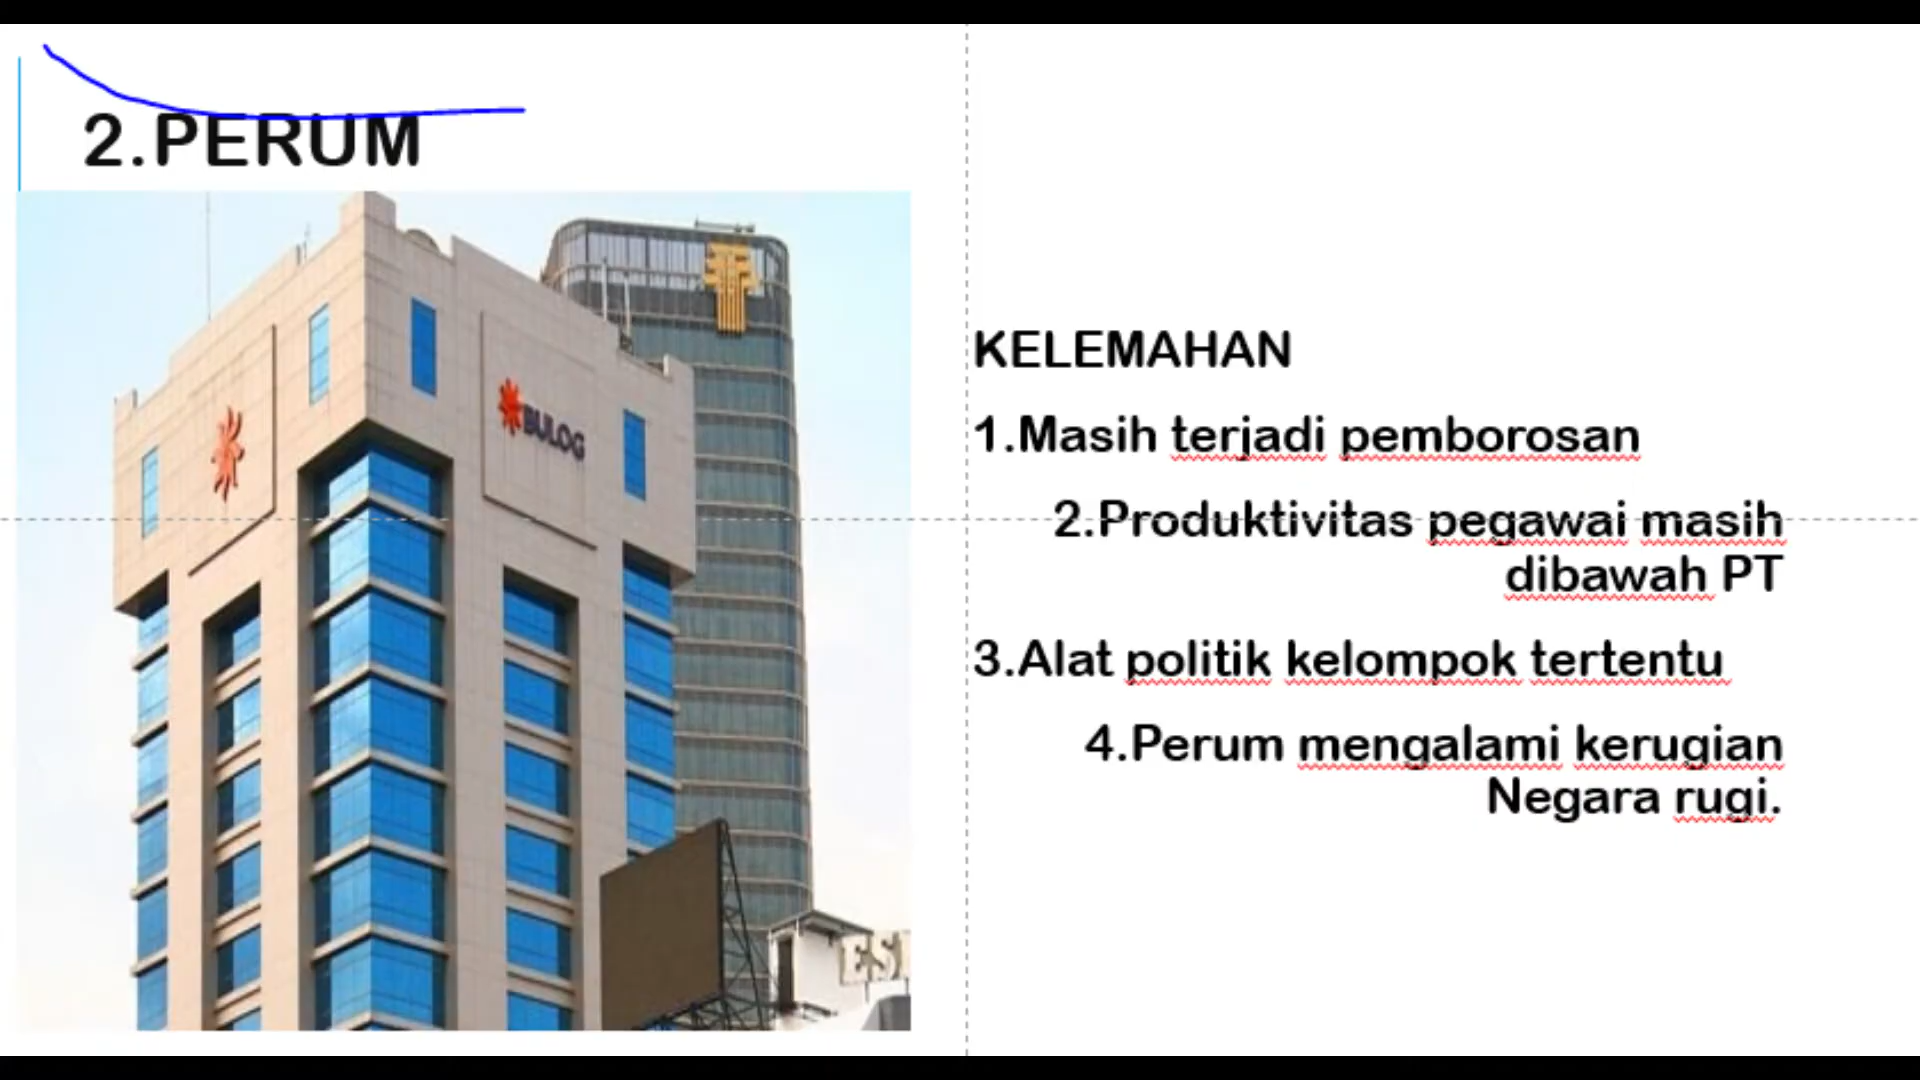 2.PERUM
BULOG
KELEMAHAN
1.Masih terjadi pemborosan
2.Produktivitas pegawai masih
dibawah PT
3.Alat politik kelompok tertentu
4.Perum mengalami kerugian
Negara rugi.